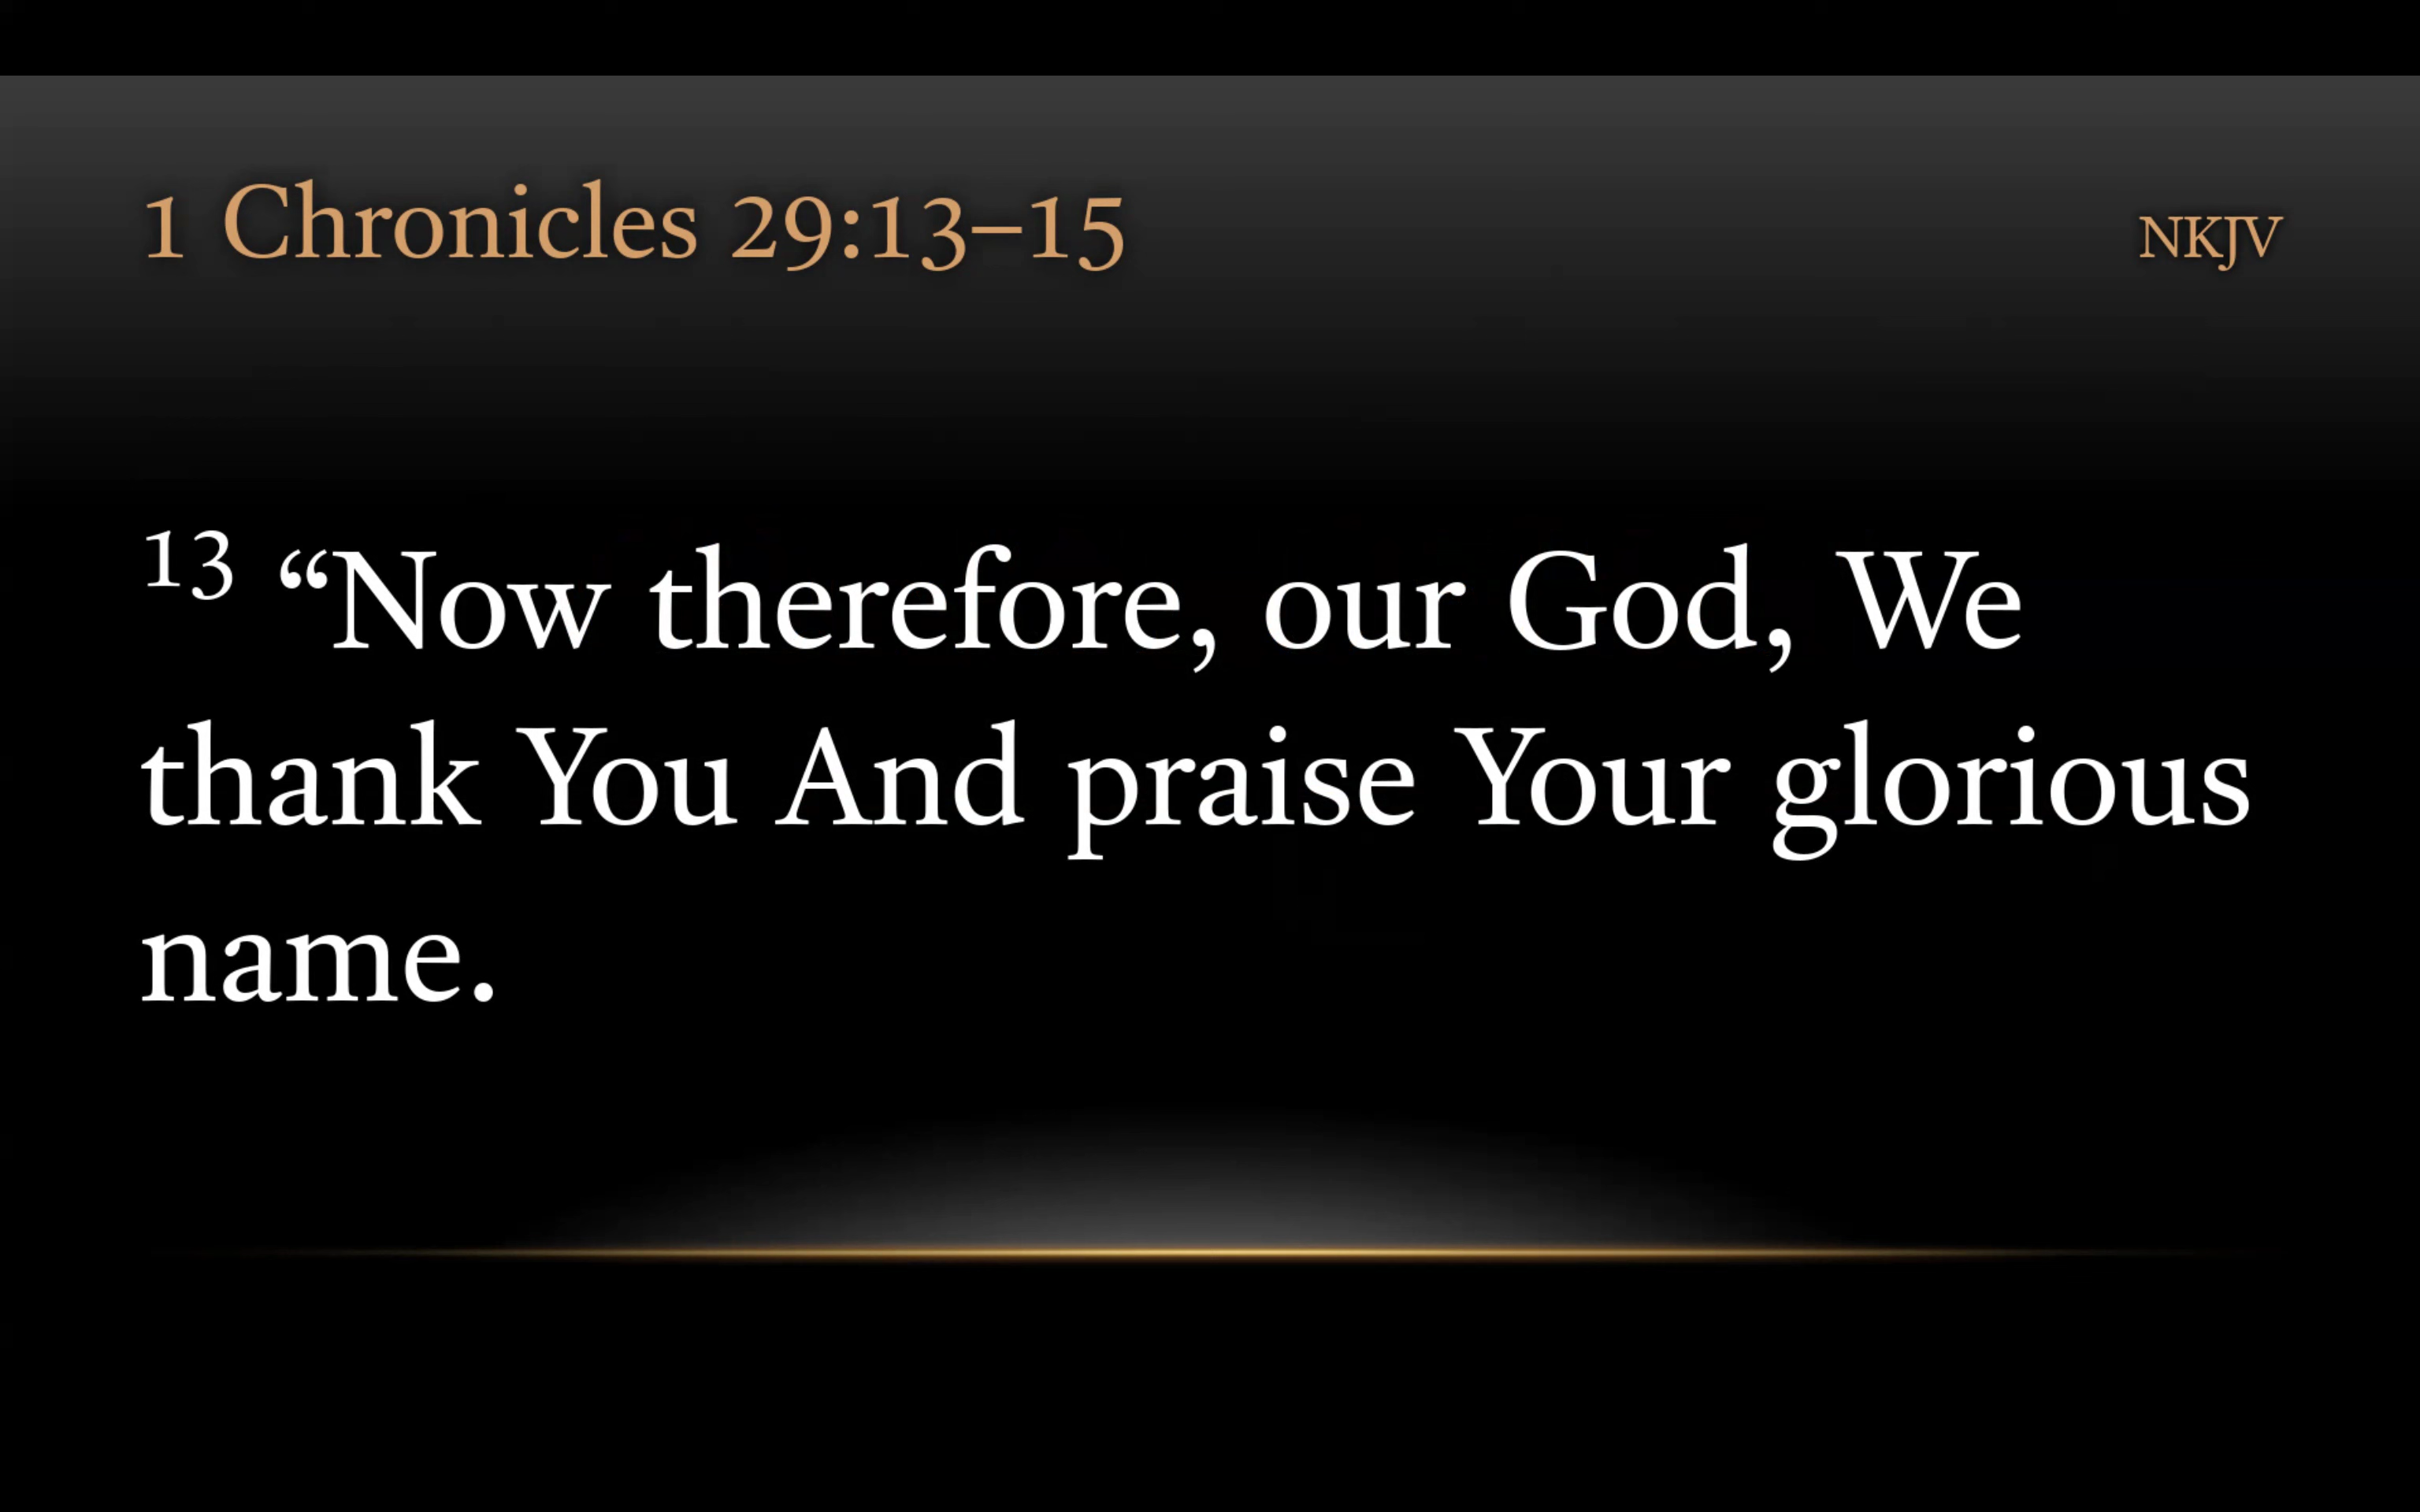 1 Chronicles 29:13–15
NKJV
13 “Now therefore, our God, We
thank You And praise Your glorious
name.